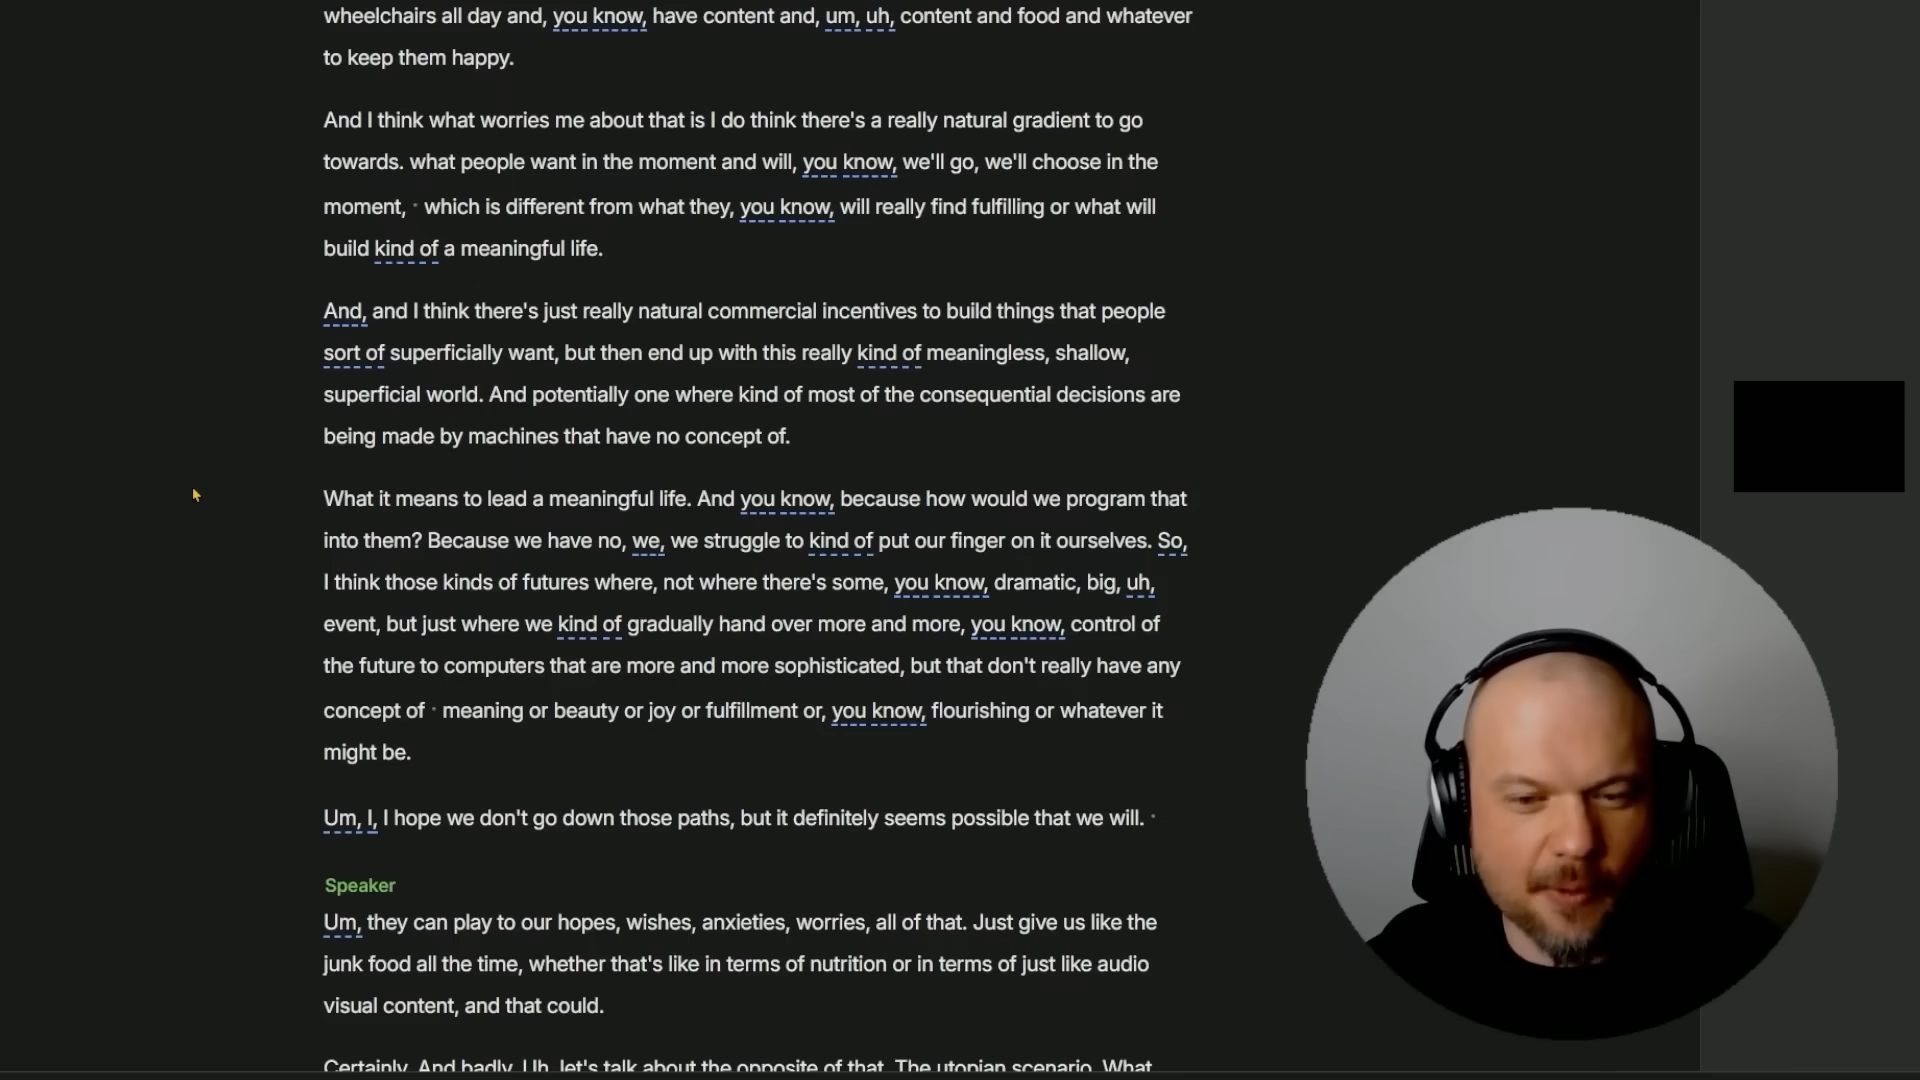 wheelchairs all day and, you know, have content and, um, uh, content and food and whatever
to keep them happy.
And I think what worries me about that is I do think there's a really natural gradient to go
towards. what people want in the moment and will, you know, we'll go, we'll choose in the
moment, · which is different from what they, you know, will really find fulfilling or what will
build kind of a meaningful life.
And, and I think there's just really natural commercial incentives to build things that people
sort of superficially want, but then end up with this really kind of meaningless, shallow,
superficial world. And potentially one where kind of most of the consequential decisions are
being made by machines that have no concept of.
What it means to lead a meaningful life. And you know, because how would we program that
into them? Because we have no, we, we struggle to kind of put our finger on it ourselves. So,
I think those kinds of futures where, not where there's some, you know, dramatic, big, uh,
event, but just where we kind of gradually hand over more and more, you know, control of
the future to computers that are more and more sophisticated, but that don't really have any
concept of · meaning or beauty or joy or fulfillment or, you know, flourishing or whatever it
might be.
Um, I, I hope we don't go down those paths, but it definitely seems possible that we will. ·
Speaker
Um, they can play to our hopes, wishes, anxieties, worries, all of that. Just give us like the
junk food all the time, whether that's like in terms of nutrition or in terms of just like audio
visual content, and that could.
Certainly. And badly. Uh, let's talk about the opposite of that. The utopian scenario. What